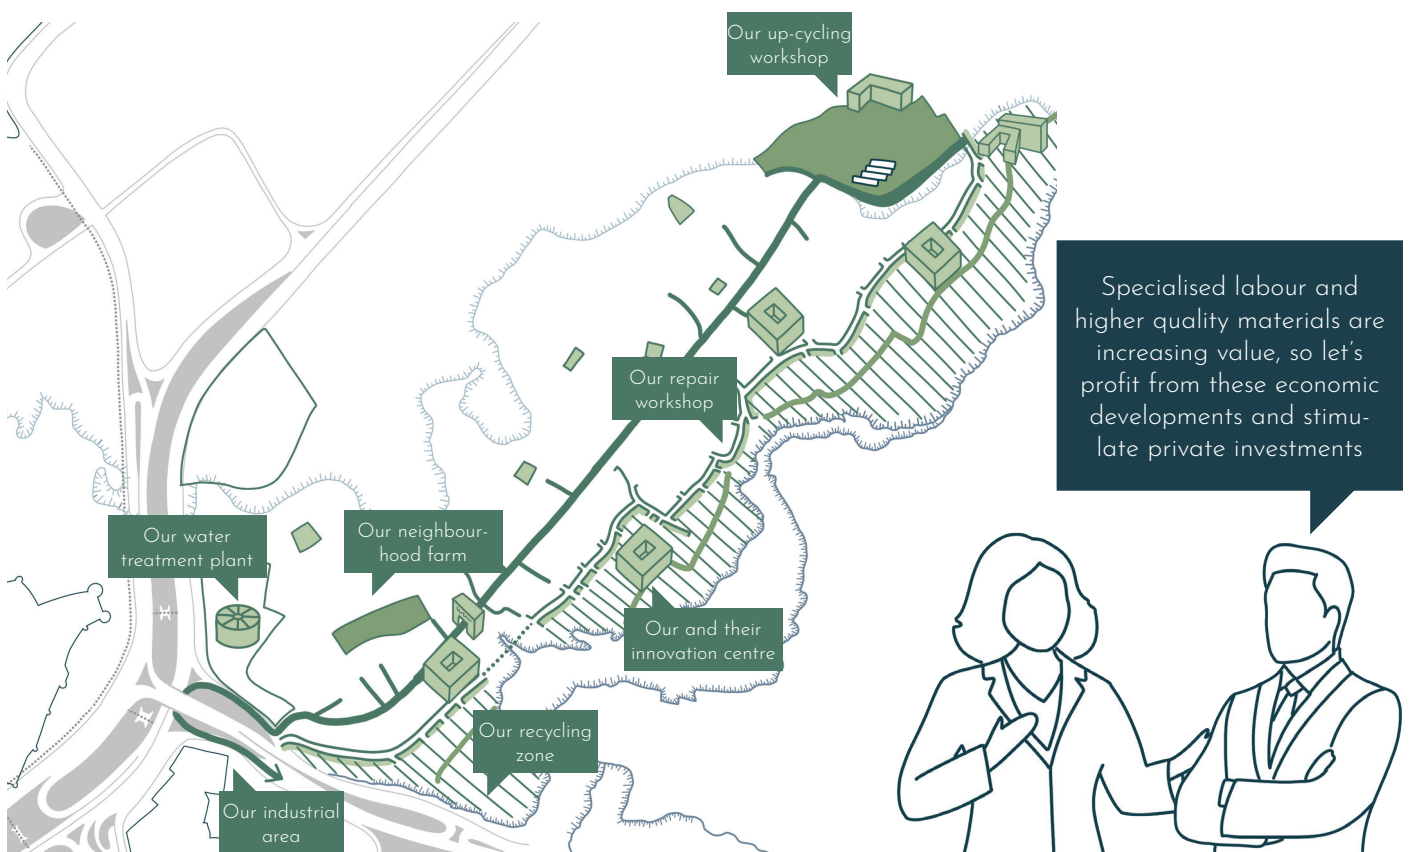 Our up-cycling
workshop
Specialised labour and
higher quality materials are
increasing value, so let's
profit from these economic
developments and stimu-
late private investments
Our repair
workshop
Our water
treatment plant
Our neighbour-
hood farm
Our and their
innovation centre
Our recycling
zone
Our industrial
area